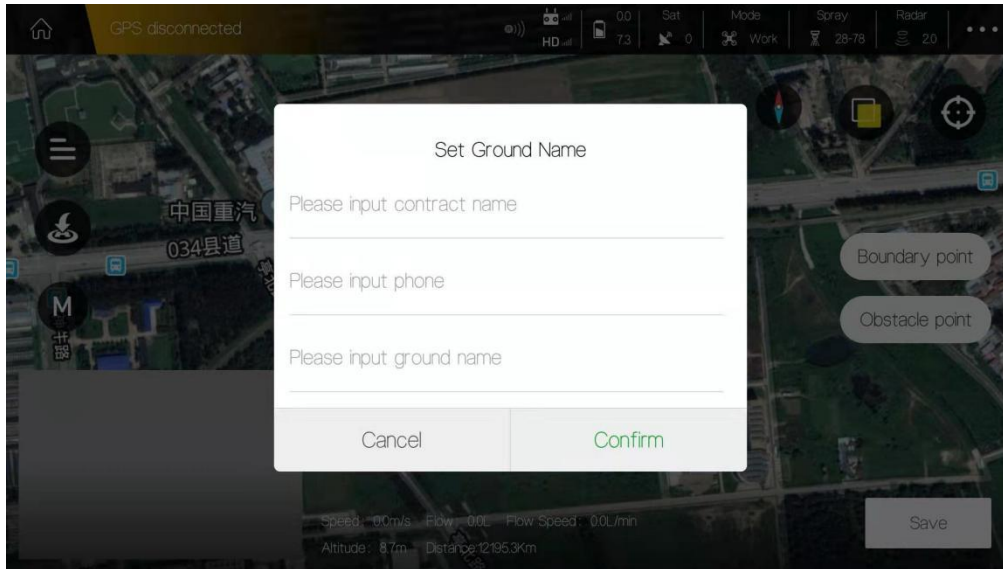 GPS disconnected
HD
0.0
7.3
Sat
0
Mode
Work
Spray
28-78
Radar
2.0
Set Ground Name
Please input contract name
Please input phone
Please input ground name
Cancel
Confirm
中国重汽
034县道
M
Boundary point
Obstacle point
Speed: 0.0m/s Flow: 0.0L Flow Speed: 0.0L/min
Altitude: 8.7m Distance:12195.3Km
Save